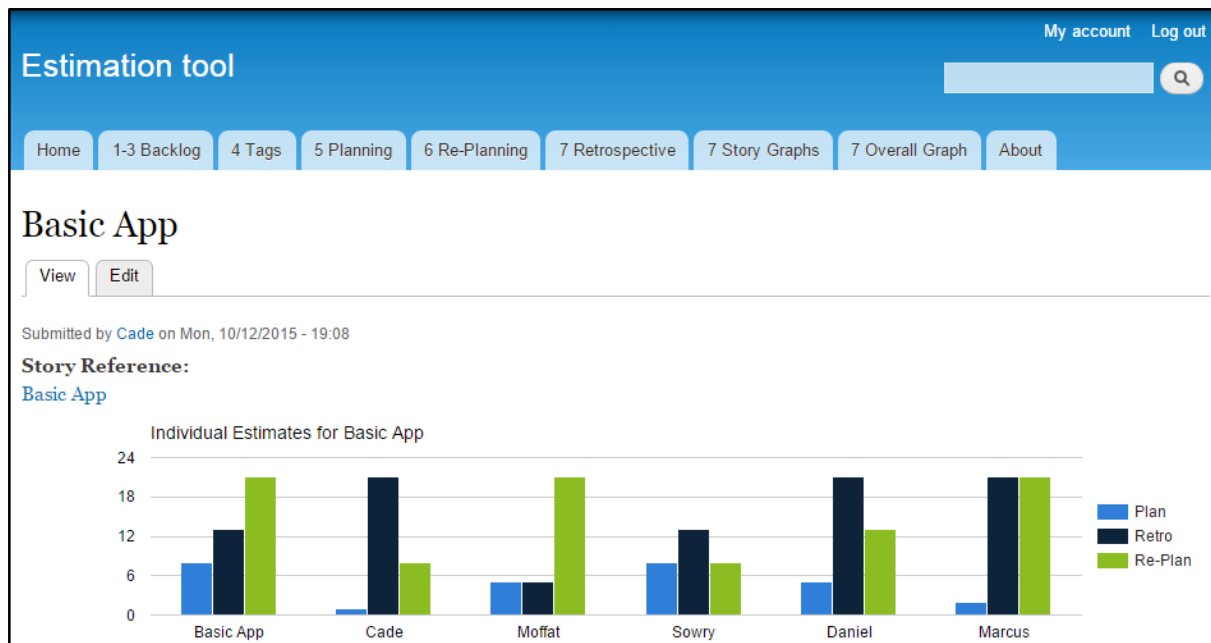 My account Log out
Estimation tool
Home 1-3 Backlog 4 Tags 5 Planning 6 Re-Planning 7 Retrospective 7 Story Graphs 7 Overall Graph About
Basic App
View Edit
Submitted by Cade on Mon, 10/12/2015 - 19:08
Story Reference:
Basic App
Individual Estimates for Basic App
24
18
12
6
0
Basic App Cade Moffat Sowry Daniel Marcus
Plan
Retro
Re-Plan